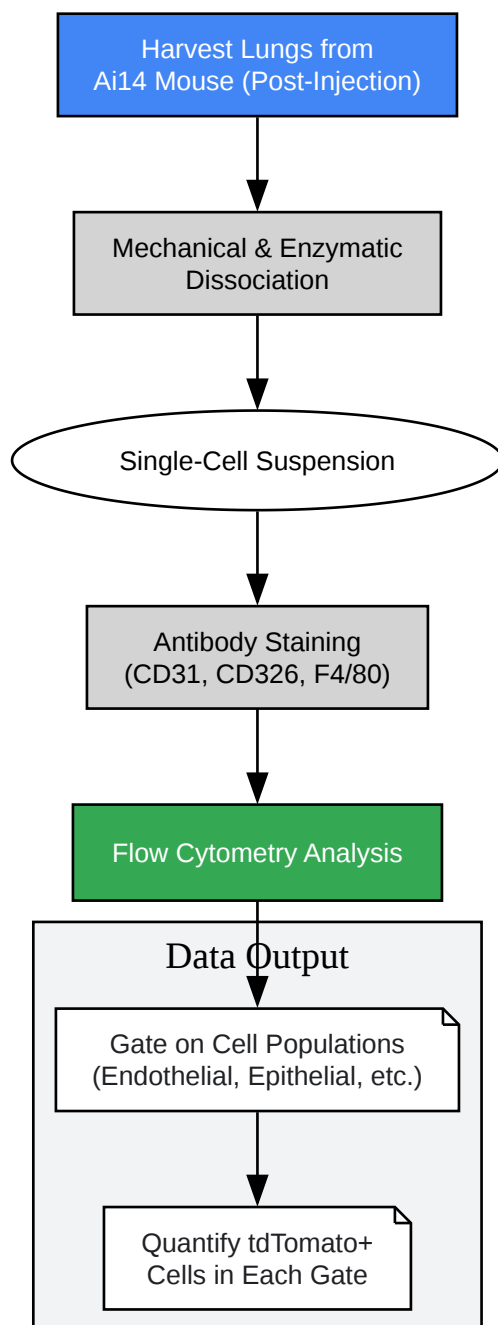 Harvest Lungs from
Ai14 Mouse (Post-Injection)
Mechanical & Enzymatic
Dissociation
Single-Cell Suspension
Antibody Staining
(CD31, CD326, F4/80)
Flow Cytometry Analysis
Data Output
Gate on Cell Populations
(Endothelial, Epithelial, etc.)
Quantify tdTomato+
Cells in Each Gate